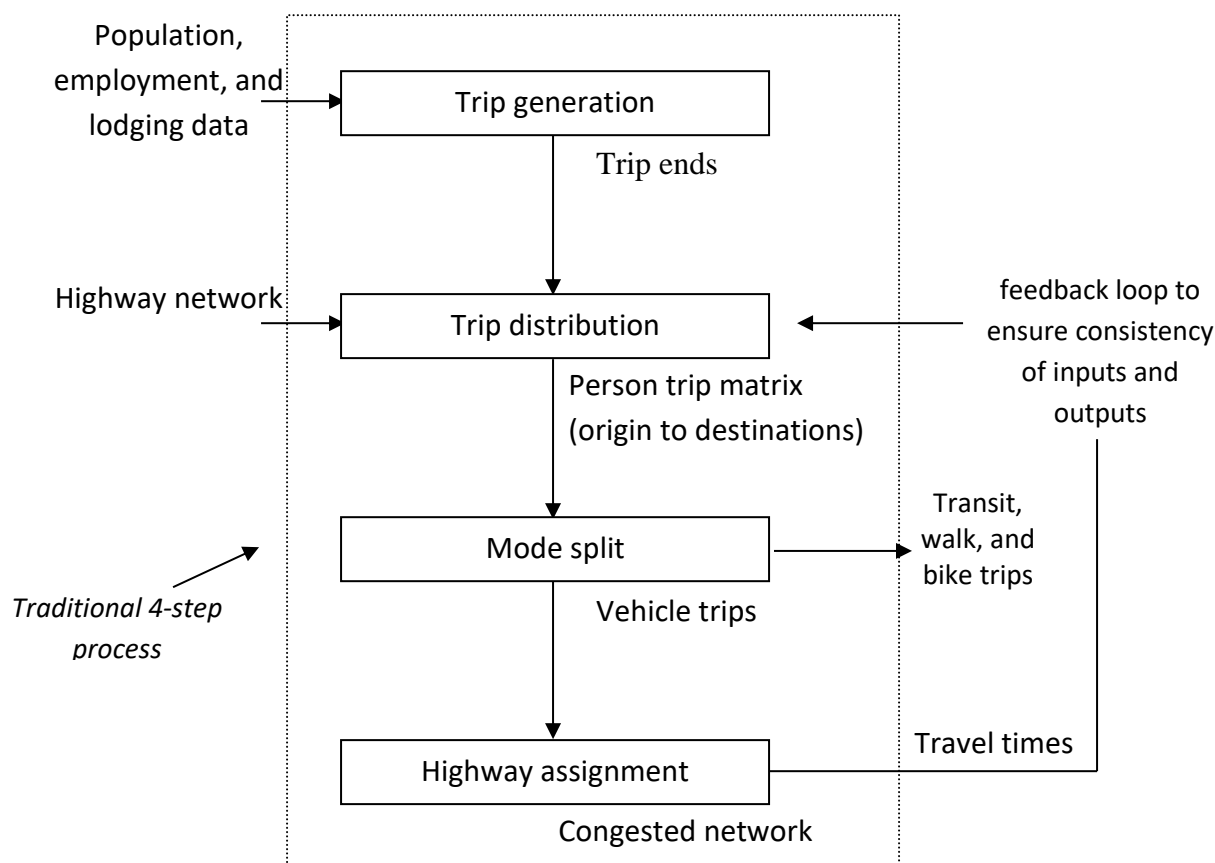 Population,
employment, and
lodging data
Trip generation
Trip ends
Highway network
Trip distribution
feedback loop to
ensure consistency
of inputs and
outputs
Person trip matrix
(origin to destinations)
Mode split
Transit,
walk, and
bike trips
Traditional 4-step
process
Vehicle trips
Highway assignment
Travel times
Congested network